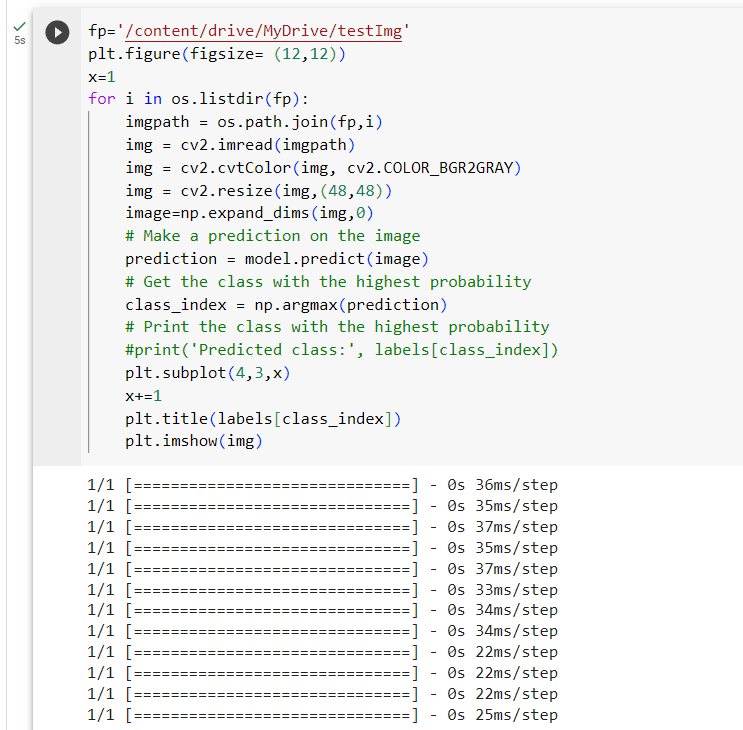 5s
fp='/content/drive/MyDrive/testImg'
plt.figure(figsize= (12,12))
x=1
for i in os.listdir(fp):
    imgpath = os.path.join(fp,i)
    img = cv2.imread(imgpath)
    img = cv2.cvtColor(img, cv2.COLOR_BGR2GRAY)
    img = cv2.resize(img,(48,48))
    image=np.expand_dims(img,0)
    # Make a prediction on the image
    prediction = model.predict(image)
    # Get the class with the highest probability
    class_index = np.argmax(prediction)
    # Print the class with the highest probability
    #print('Predicted class:', labels[class_index])
    plt.subplot(4,3,x)
    x+=1
    plt.title(labels[class_index])
    plt.imshow(img)
1/1 [==============================] - 0s 36ms/step
1/1 [==============================] - 0s 35ms/step
1/1 [==============================] - 0s 37ms/step
1/1 [==============================] - 0s 35ms/step
1/1 [==============================] - 0s 37ms/step
1/1 [==============================] - 0s 33ms/step
1/1 [==============================] - 0s 34ms/step
1/1 [==============================] - 0s 34ms/step
1/1 [==============================] - 0s 22ms/step
1/1 [==============================] - 0s 22ms/step
1/1 [==============================] - 0s 22ms/step
1/1 [==============================] - 0s 25ms/step